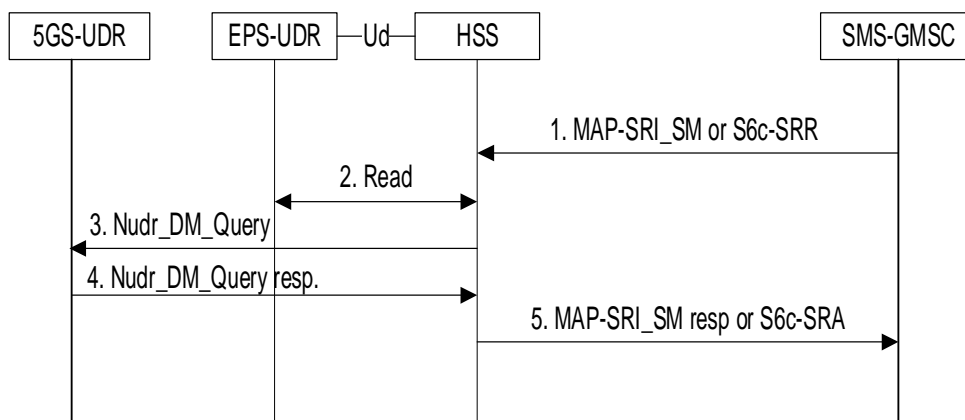 5GS-UDR
EPS-UDR
Ud
HSS
SMS-GMSC
1. MAP-SRI_SM or S6c-SRR
2. Read
3. Nudr_DM_Query
4. Nudr_DM_Query resp.
5. MAP-SRI_SM resp or S6c-SRA